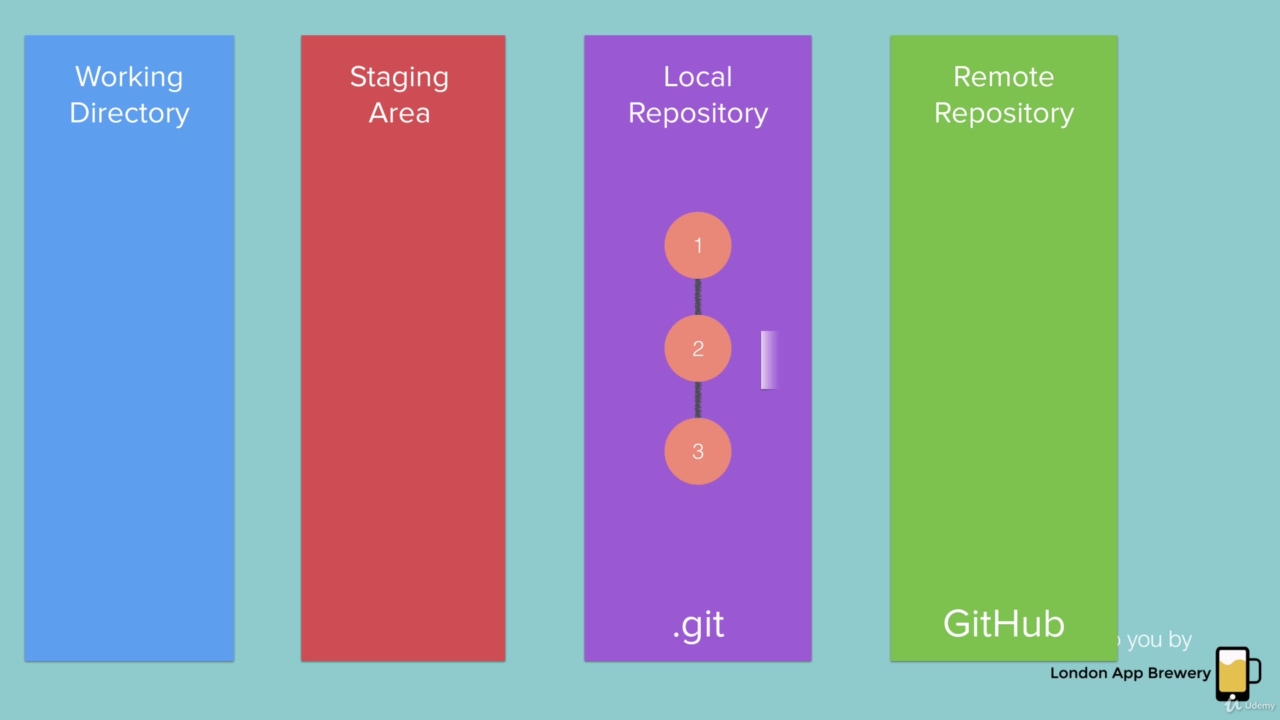 Working
Directory
Staging
Area
Local
Repository
Remote
Repository
1
2
3
.git
GitHub
you by
London App Brewery
Udemy